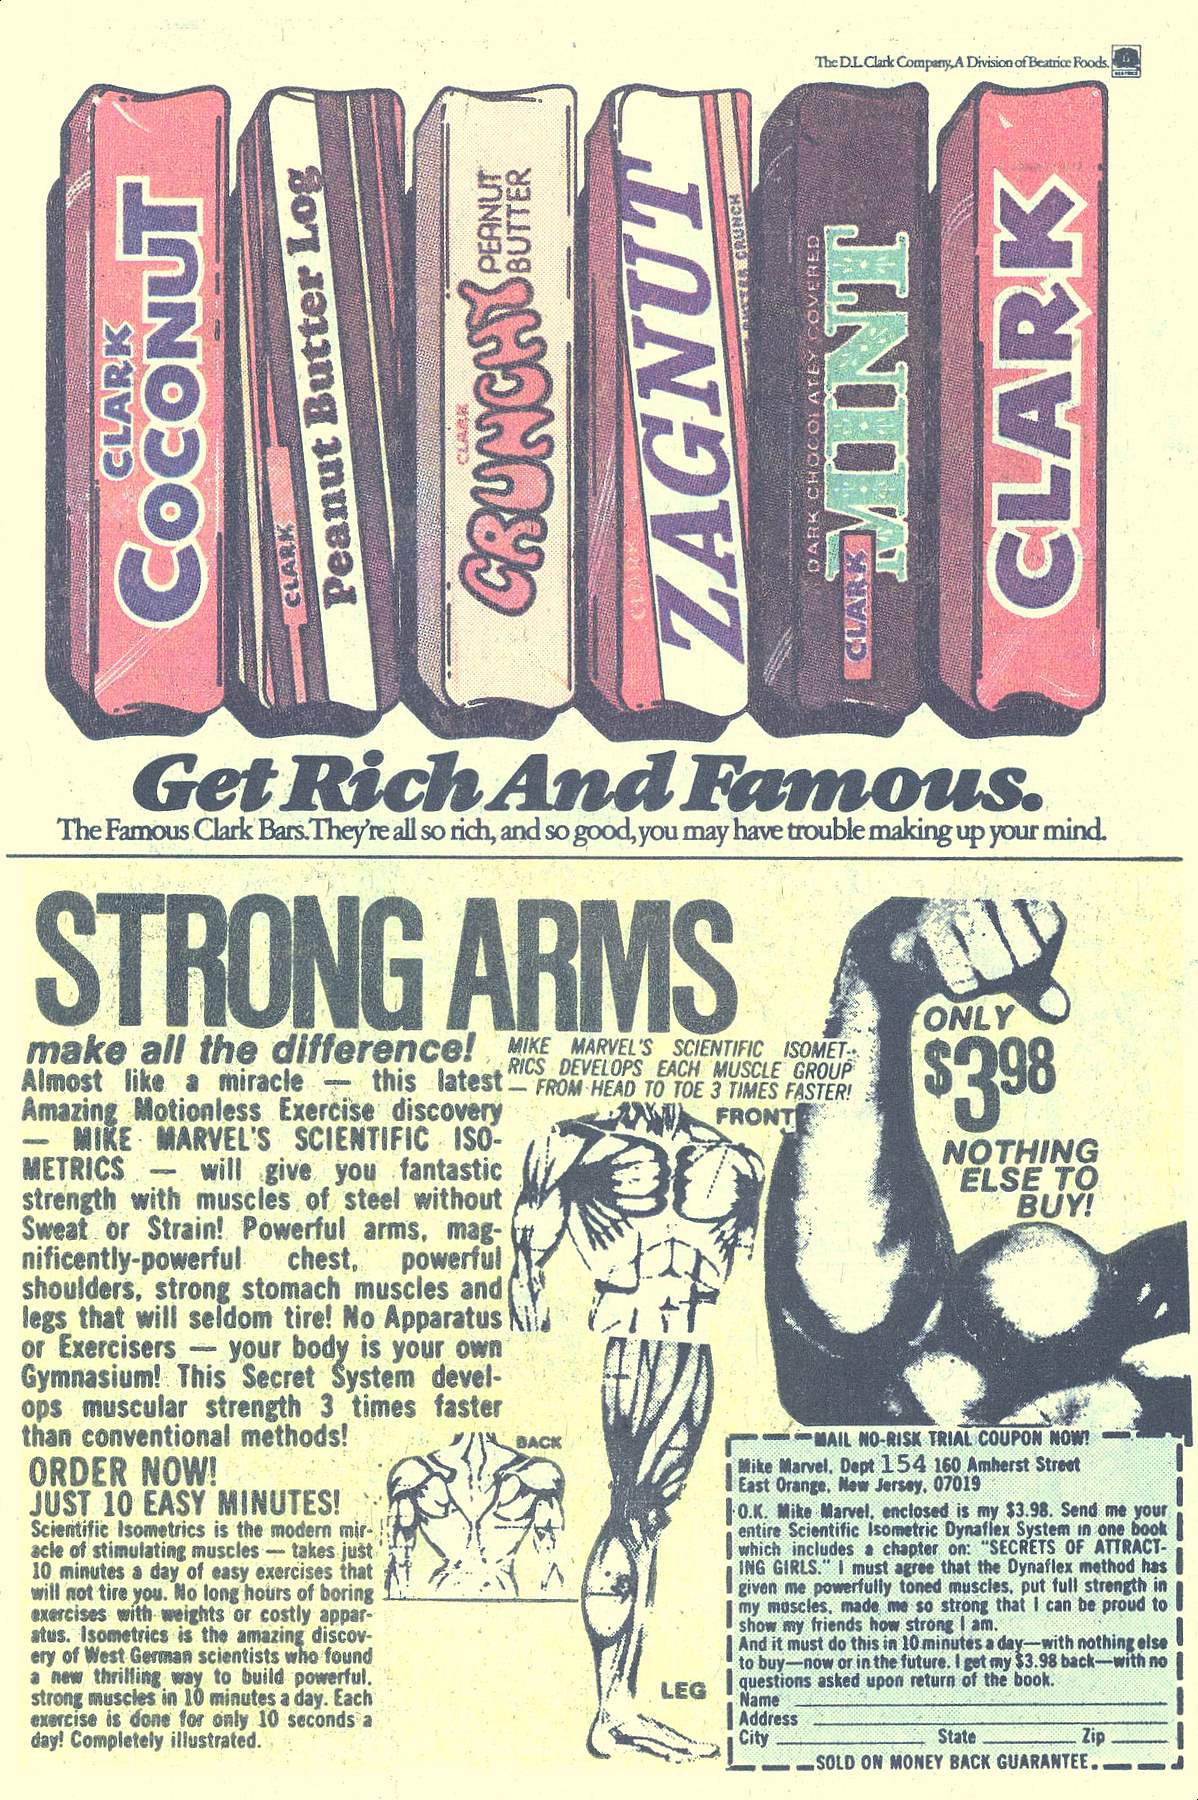 The D.L. Clark Company, A Division of Beatrice Foods.
BEATRICE
CLARK
COCONUT
CLARK
Peanut Butter Log
CLARK
CRUNCHY
PEANUT
BUTTER
CLARK
ZAGNUT
BUTTER CRUNCH
DARK CHOCOLATEY COVERED
MINT
CLARK
CLARK
Get Rich And Famous.
The Famous Clark Bars. They're all so rich, and so good, you may have trouble making up your mind.
STRONG ARMS
make all the difference!
Almost like a miracle — this latest
Amazing Motionless Exercise discovery
— MIKE MARVEL'S SCIENTIFIC ISO-
METRICS — will give you fantastic
strength with muscles of steel without
Sweat or Strain! Powerful arms, mag-
nificently-powerful chest, powerful
shoulders, strong stomach muscles and
legs that will seldom tire! No Apparatus
or Exercisers — your body is your own
Gymnasium! This Secret System devel-
ops muscular strength 3 times faster
than conventional methods!
ORDER NOW!
JUST 10 EASY MINUTES!
Scientific Isometrics is the modern mir-
acle of stimulating muscles — takes just
10 minutes a day of easy exercises that
will not tire you. No long hours of boring
exercises with weights or costly appar-
atus. Isometrics is the amazing discov-
ery of West German scientists who found
a new thrilling way to build powerful,
strong muscles in 10 minutes a day. Each
exercise is done for only 10 seconds a
day! Completely illustrated.
MIKE MARVEL'S SCIENTIFIC ISOMET-
RICS DEVELOPS EACH MUSCLE GROUP
— FROM HEAD TO TOE 3 TIMES FASTER!
FRONT
BACK
LEG
ONLY
$3.98
NOTHING
ELSE TO
BUY!
MAIL NO-RISK TRIAL COUPON NOW!
Mike Marvel, Dept 154 160 Amherst Street
East Orange, New Jersey, 07019
O.K. Mike Marvel, enclosed is my $3.98. Send me your
entire Scientific Isometric Dynaflex System in one book
which includes a chapter on: "SECRETS OF ATTRACT-
ING GIRLS." I must agree that the Dynaflex method has
given me powerfully toned muscles, put full strength in
my muscles, made me so strong that I can be proud to
show my friends how strong I am.
And it must do this in 10 minutes a day—with nothing else
to buy—now or in the future. I get my $3.98 back—with no
questions asked upon return of the book.
Name
Address
City State Zip
SOLD ON MONEY BACK GUARANTEE.